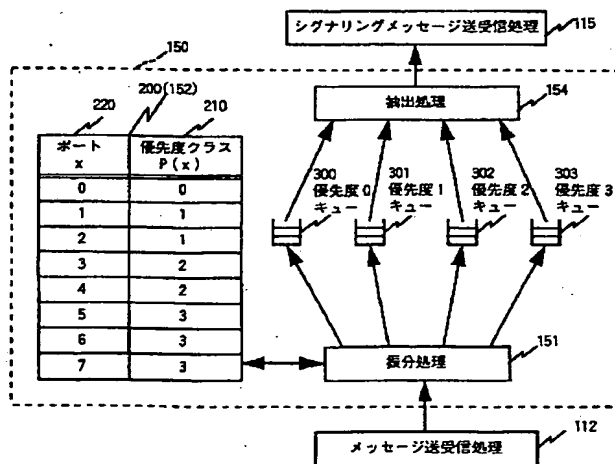 シグナリングメッセージ送受信処理
115
150
220
200(152)
210
抽出処理
154
ポート
x
優先度クラス
P(x)
0 0
1 1
2 1
3 2
4 2
5 3
6 3
7 3
300
優先度0
キュー
301
優先度1
キュー
302
優先度2
キュー
303
優先度3
キュー
振分処理
151
メッセージ送受信処理
112